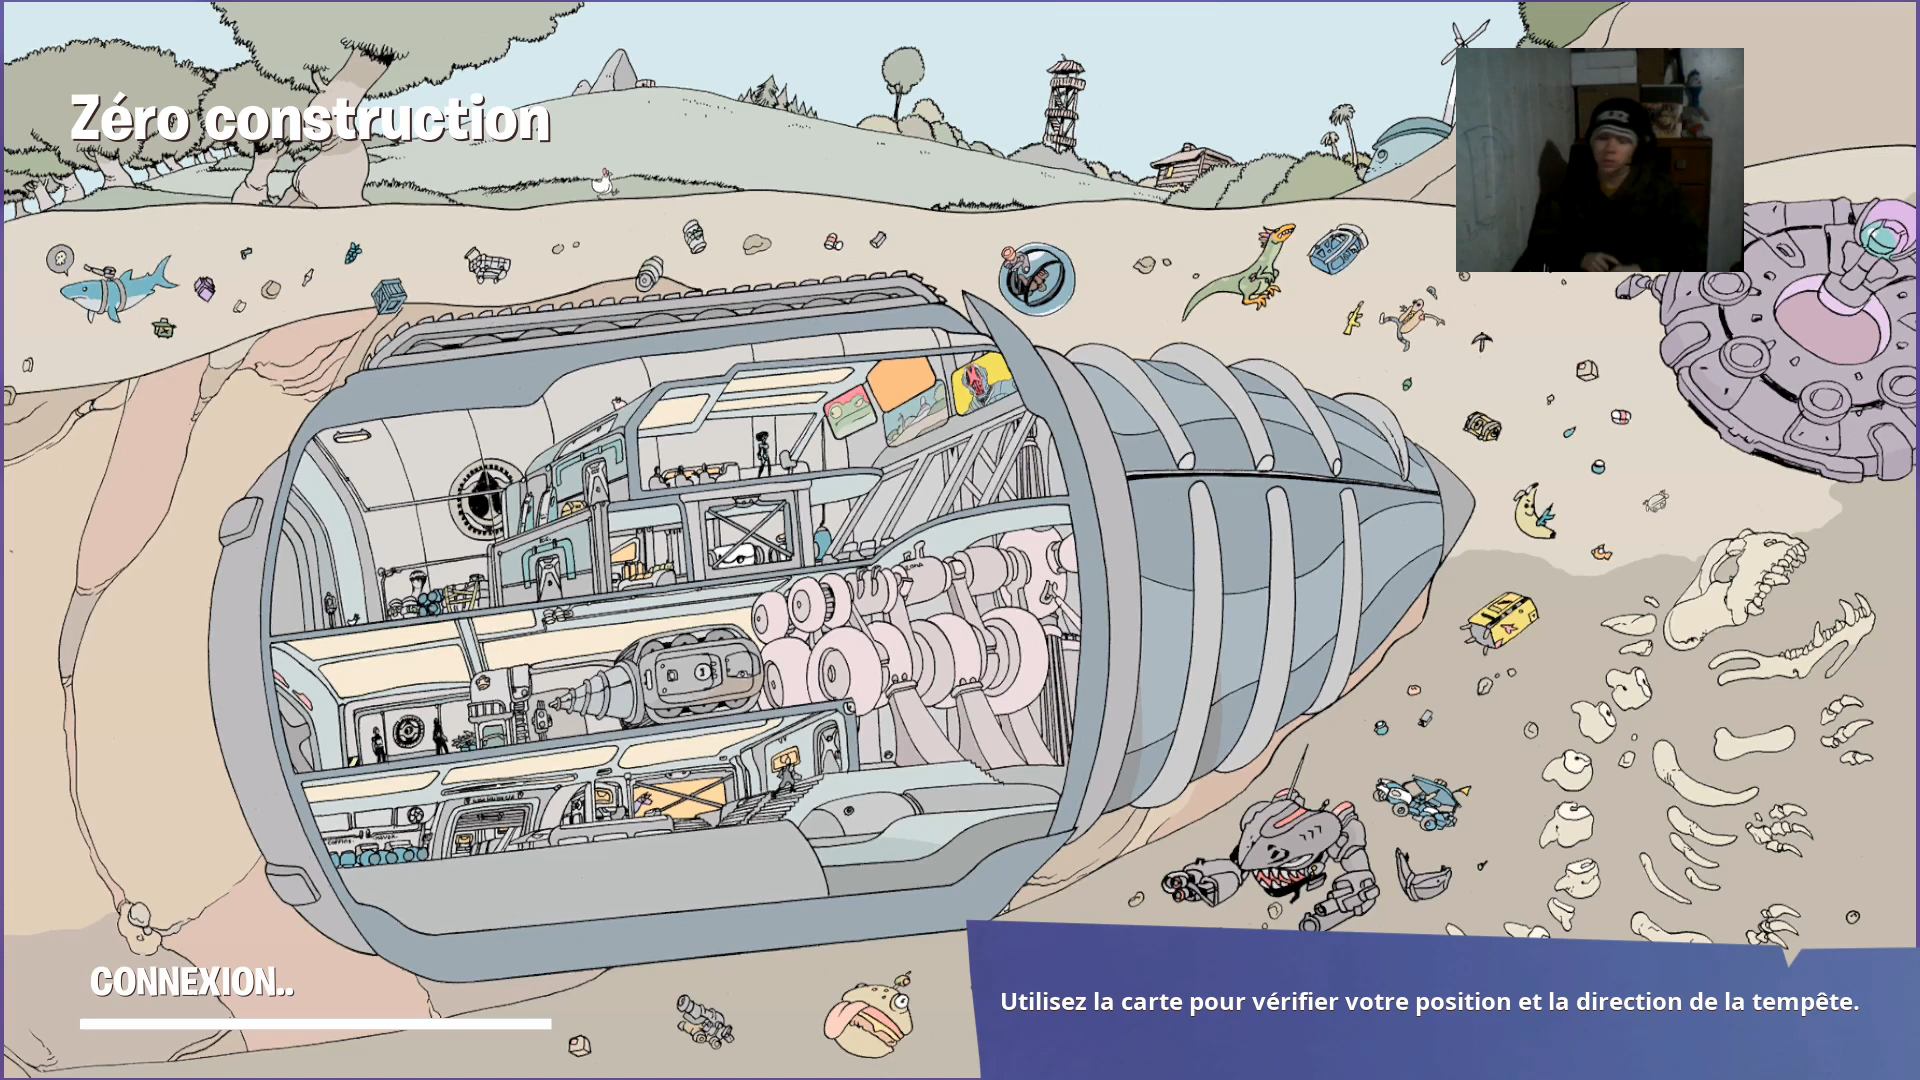 Zéro construction
CONNEXION..
Utilisez la carte pour vérifier votre position et la direction de la tempête.